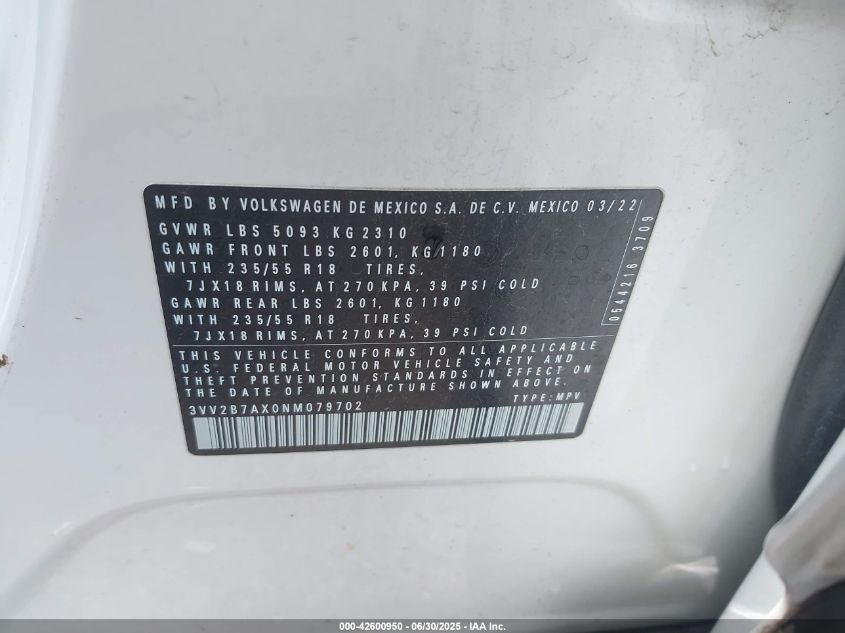 MFD BY VOLKSWAGEN DE MEXICO S.A. DE C.V. MEXICO 03/22
GVWR LBS 5093 KG 2310
GAWR FRONT LBS 2601, KG 1180
WITH 235/55 R18 TIRES,
7JX18 RIMS, AT 270 KPA, 39 PSI COLD
GAWR REAR LBS 2601, KG 1180
WITH 235/55 R18 TIRES,
7JX18 RIMS, AT 270 KPA, 39 PSI COLD
THIS VEHICLE CONFORMS TO ALL APPLICABLE
U.S. FEDERAL MOTOR VEHICLE SAFETY AND
THEFT PREVENTION STANDARDS IN EFFECT ON
THE DATE OF MANUFACTURE SHOWN ABOVE.
3VV2B7AX0NM079702 TYPE: MPV
0544216 3709
000-42600950 - 06/30/2025 - IAA Inc.